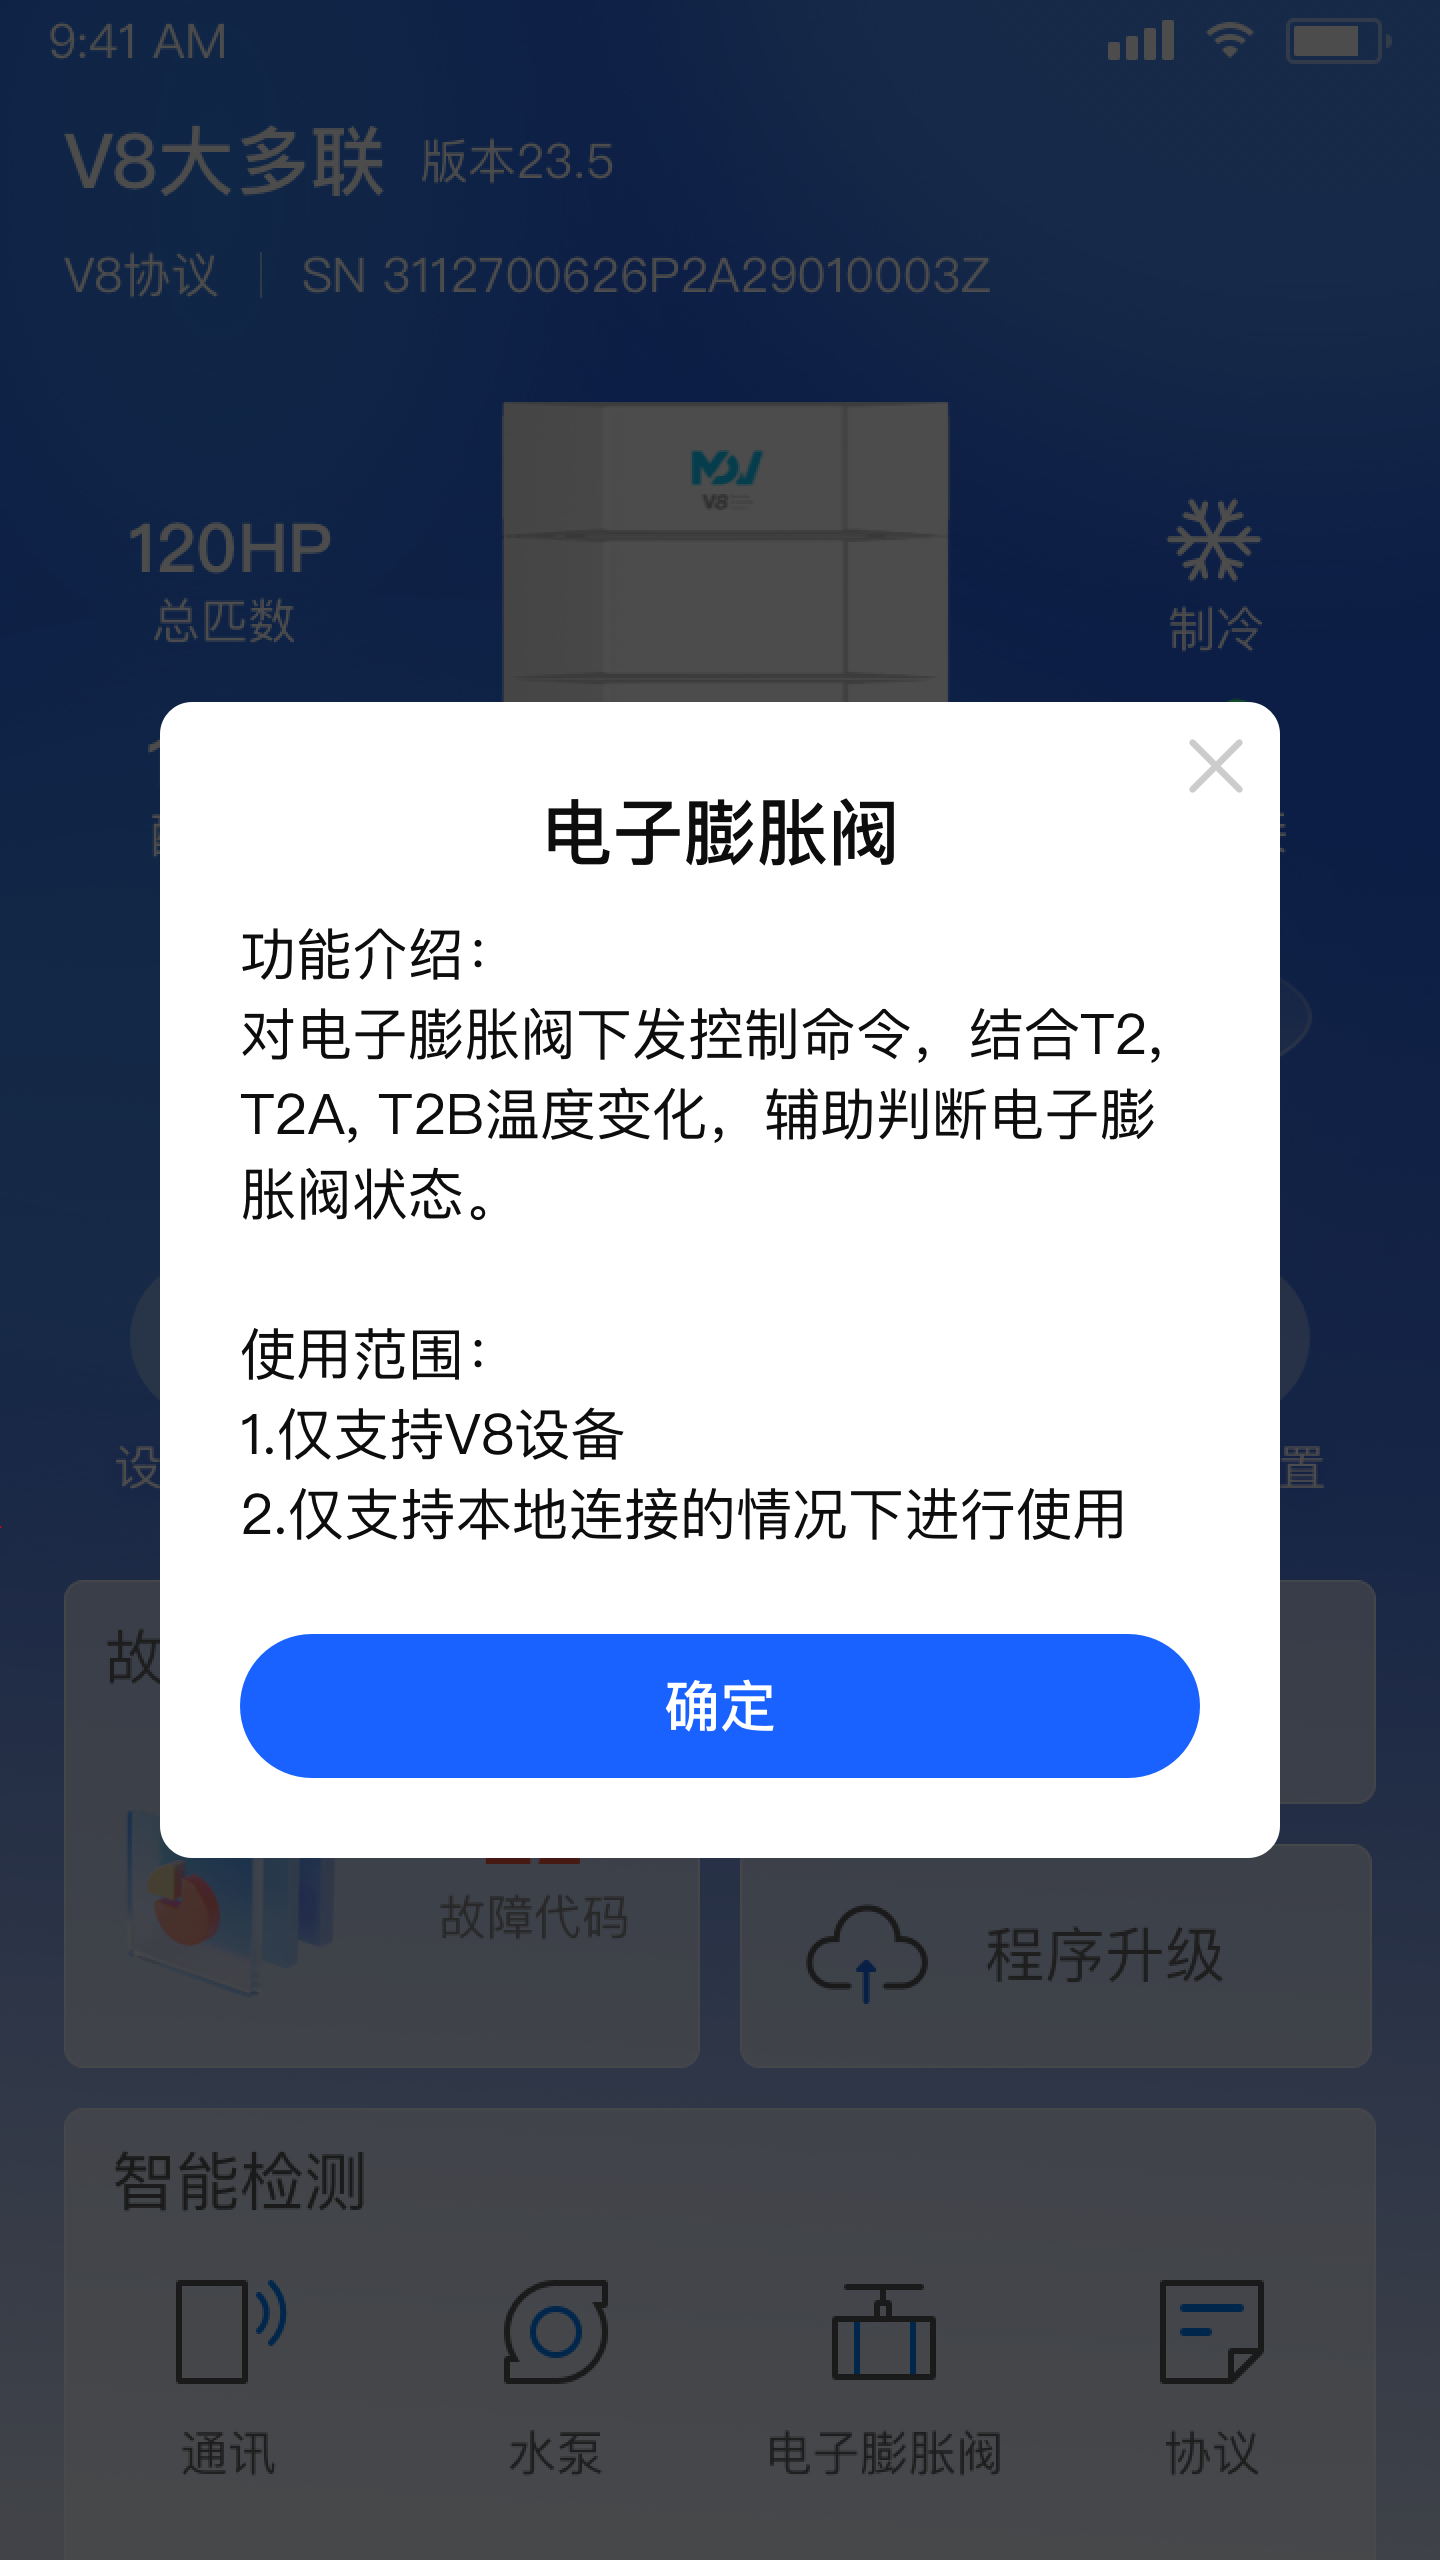 9:41 AM
V8大多联 版本23.5
V8协议 SN 3112700626P2A29010003Z
MDV
V8
120HP
总匹数
制冷
电子膨胀阀
功能介绍：
对电子膨胀阀下发控制命令，结合T2,
T2A, T2B温度变化，辅助判断电子膨
胀阀状态。
使用范围：
1.仅支持V8设备
2.仅支持本地连接的情况下进行使用
设
置
故
确定
故障代码
程序升级
智能检测
通讯
水泵
电子膨胀阀
协议